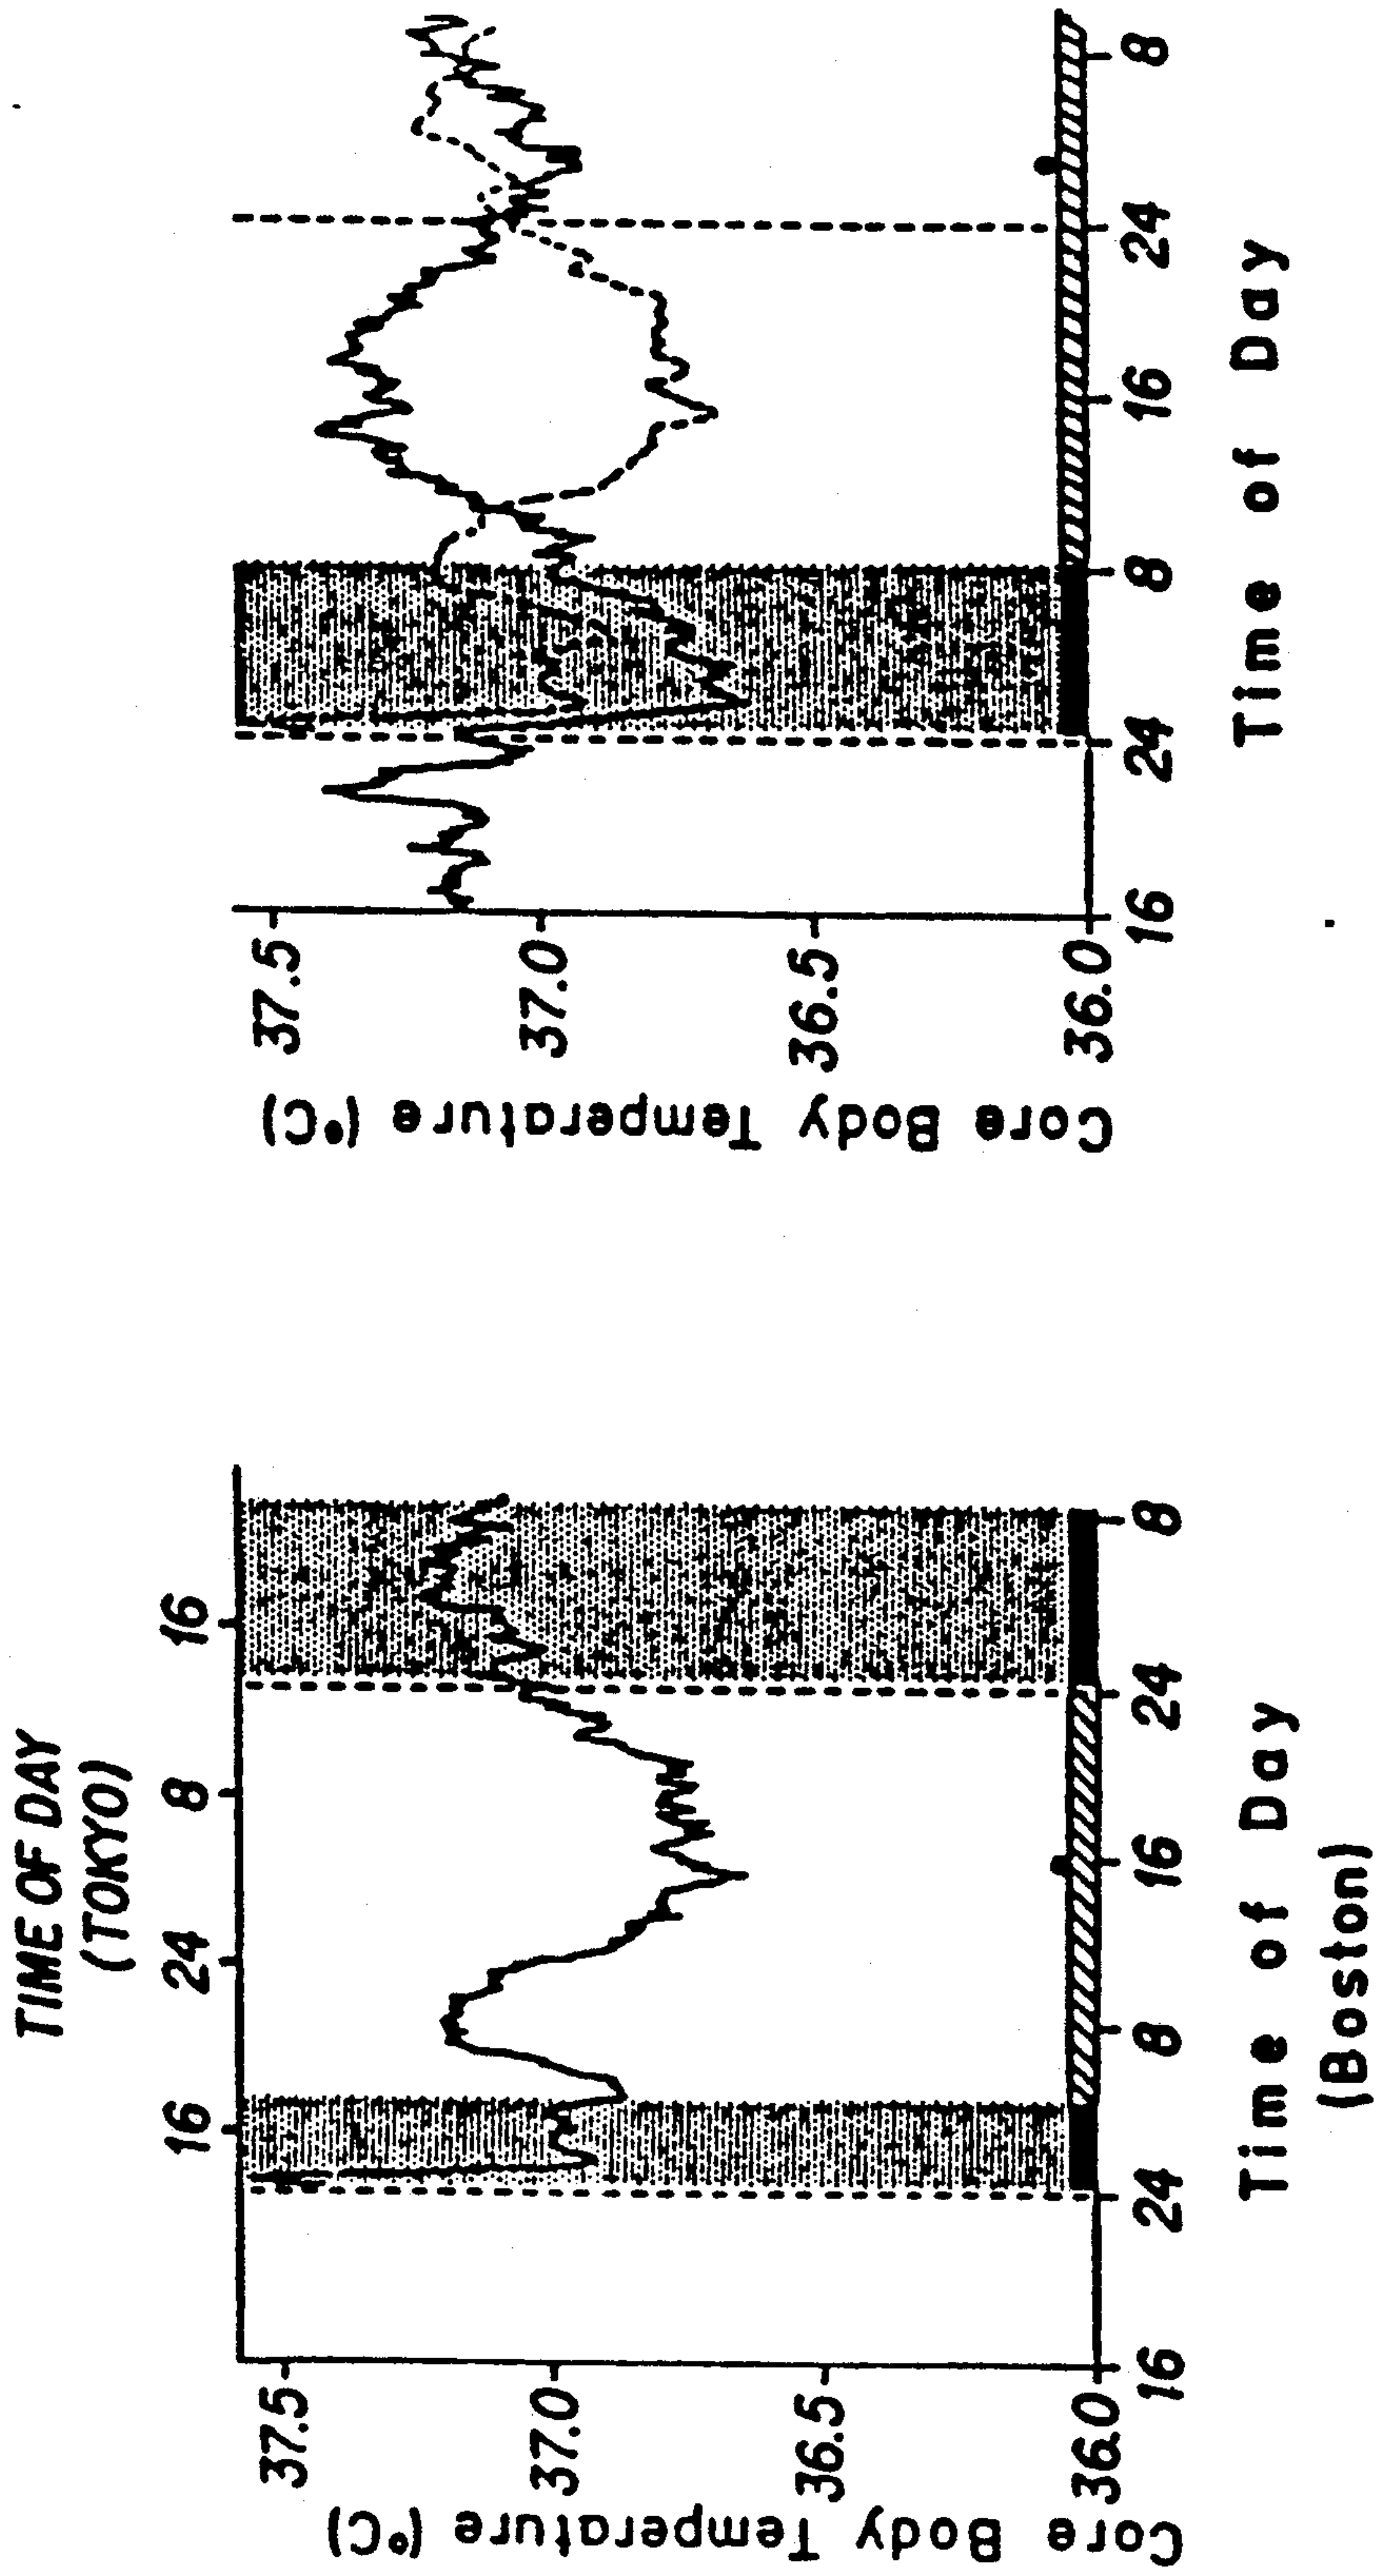 TIME OF DAY
(TOKYO)
16 24 8 16
37.5
37.0
36.5
36.0
Core Body Temperature (°C)
16 24 8 16 24 8
Time of Day
(Boston)
37.5
37.0
36.5
36.0
Core Body Temperature (°C)
16 24 8 16 24 8
Time of Day